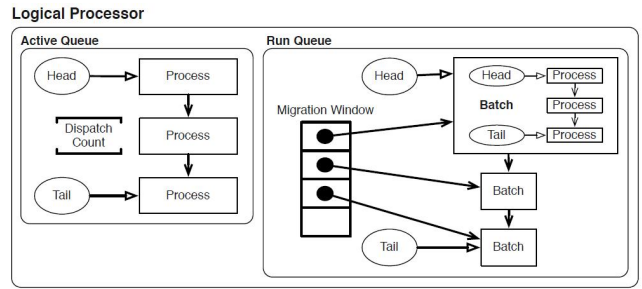 Logical Processor
Active Queue
Head
Process
Dispatch
Count
Process
Tail
Process
Run Queue
Head
Migration Window
Head
Process
Batch
Process
Tail
Process
Batch
Tail
Batch